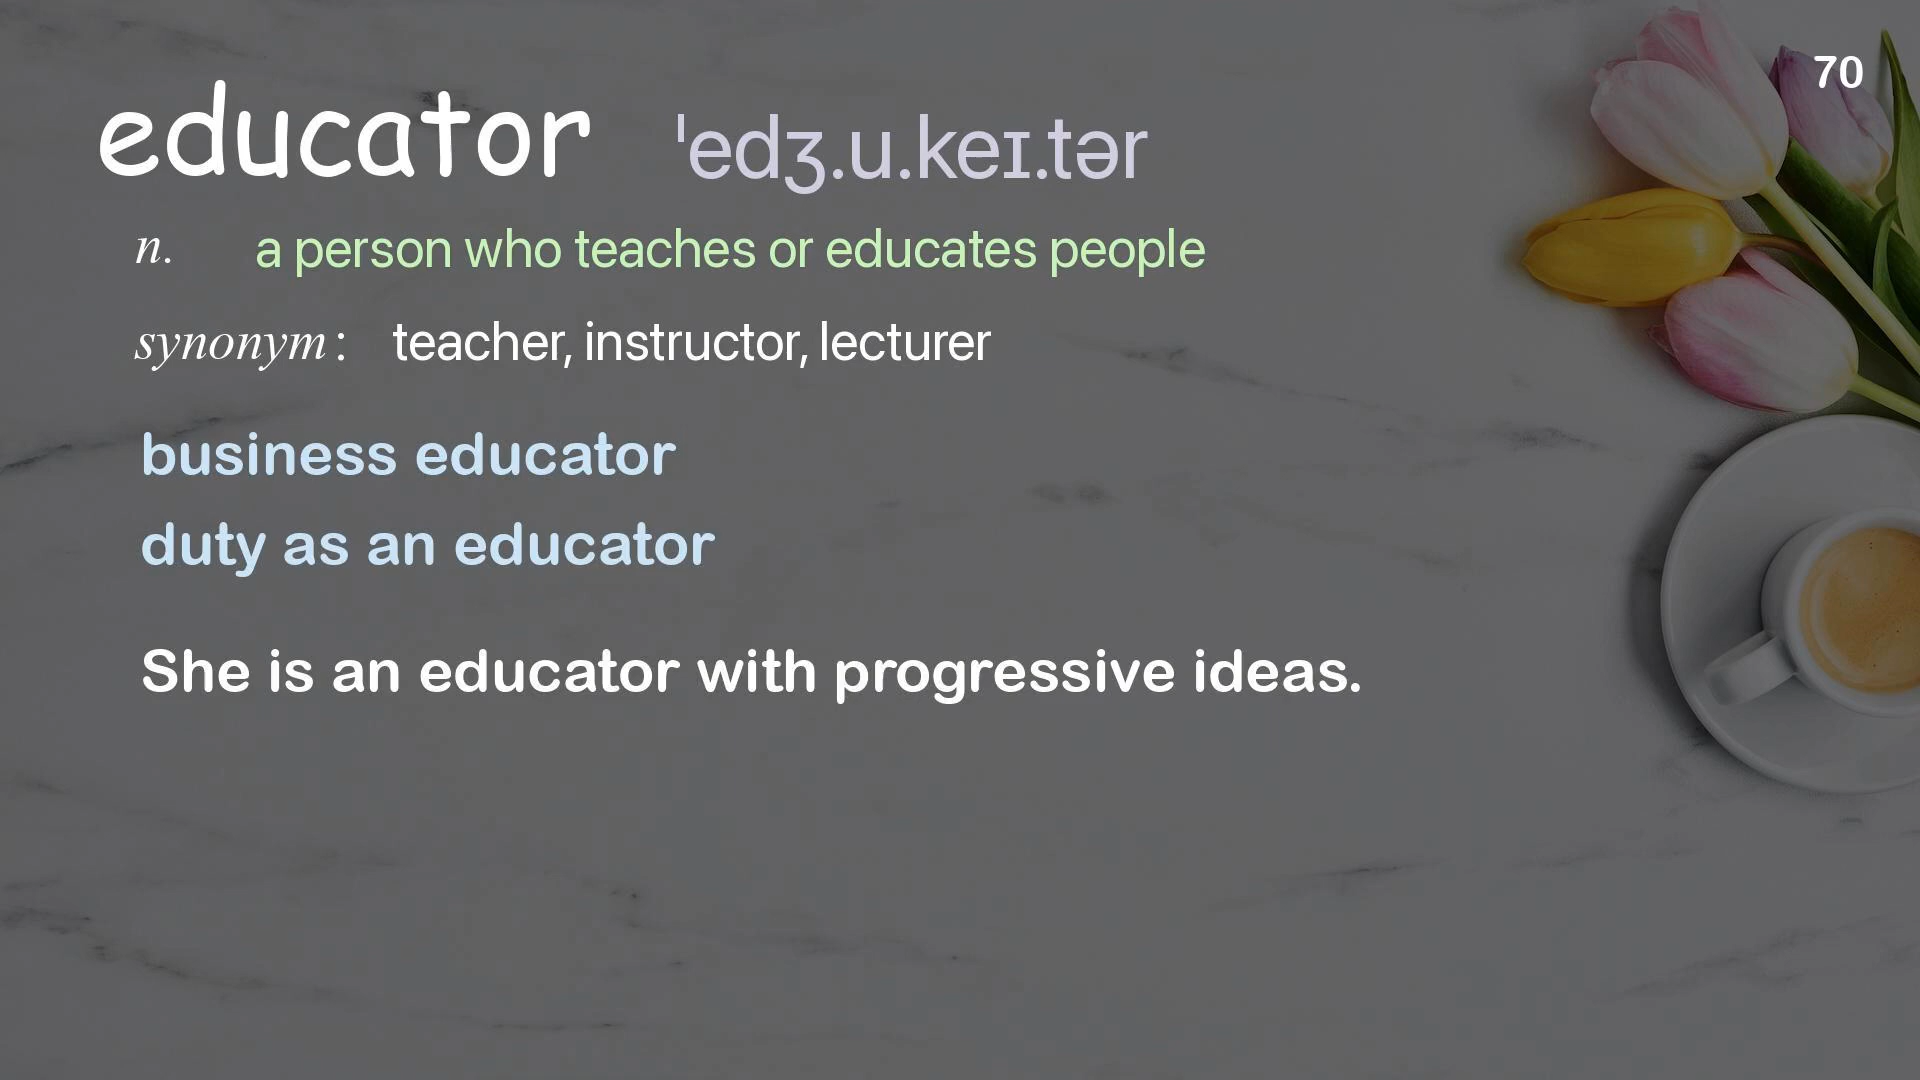 70
educator ˈedʒ.u.keɪ.tər
n. a person who teaches or educates people
synonym : teacher, instructor, lecturer
business educator
duty as an educator
She is an educator with progressive ideas.